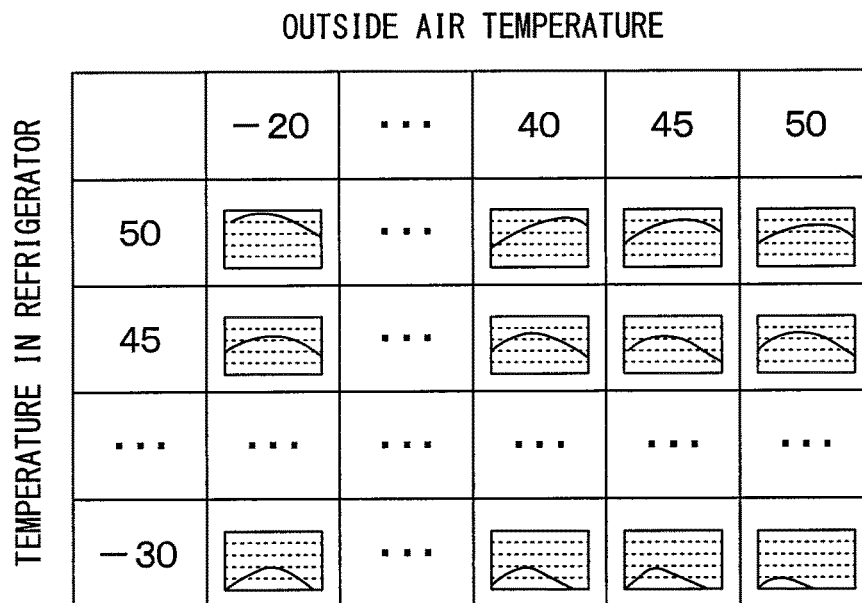 OUTSIDE AIR TEMPERATURE
TEMPERATURE IN REFRIGERATOR
−20 ... 40 45 50
50 ...
45 ...
... ... ... ... ... ...
−30 ...